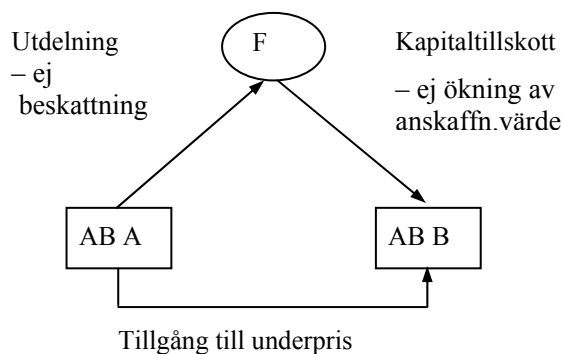 Utdelning
– ej
beskattning
F
Kapitaltillskott
– ej ökning av
anskaffn.värde
AB A
AB B
Tillgång till underpris